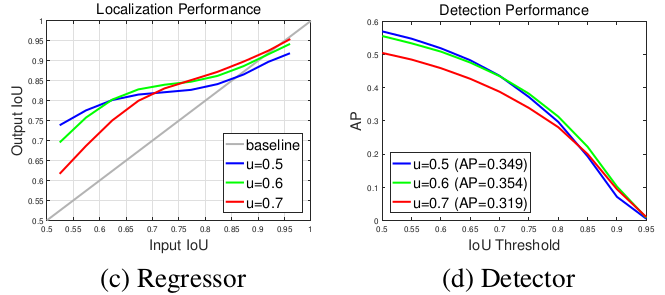 Localization Performance
1
0.95
0.9
0.85
0.8
0.75
0.7
0.65
0.6
0.55
0.5
Output IoU
baseline
u=0.5
u=0.6
u=0.7
0.5 0.55 0.6 0.65 0.7 0.75 0.8 0.85 0.9 0.95 1
Input IoU
(c) Regressor
Detection Performance
0.6
0.5
0.4
0.3
0.2
0.1
0
AP
u=0.5 (AP=0.349)
u=0.6 (AP=0.354)
u=0.7 (AP=0.319)
0.5 0.55 0.6 0.65 0.7 0.75 0.8 0.85 0.9 0.95
IoU Threshold
(d) Detector